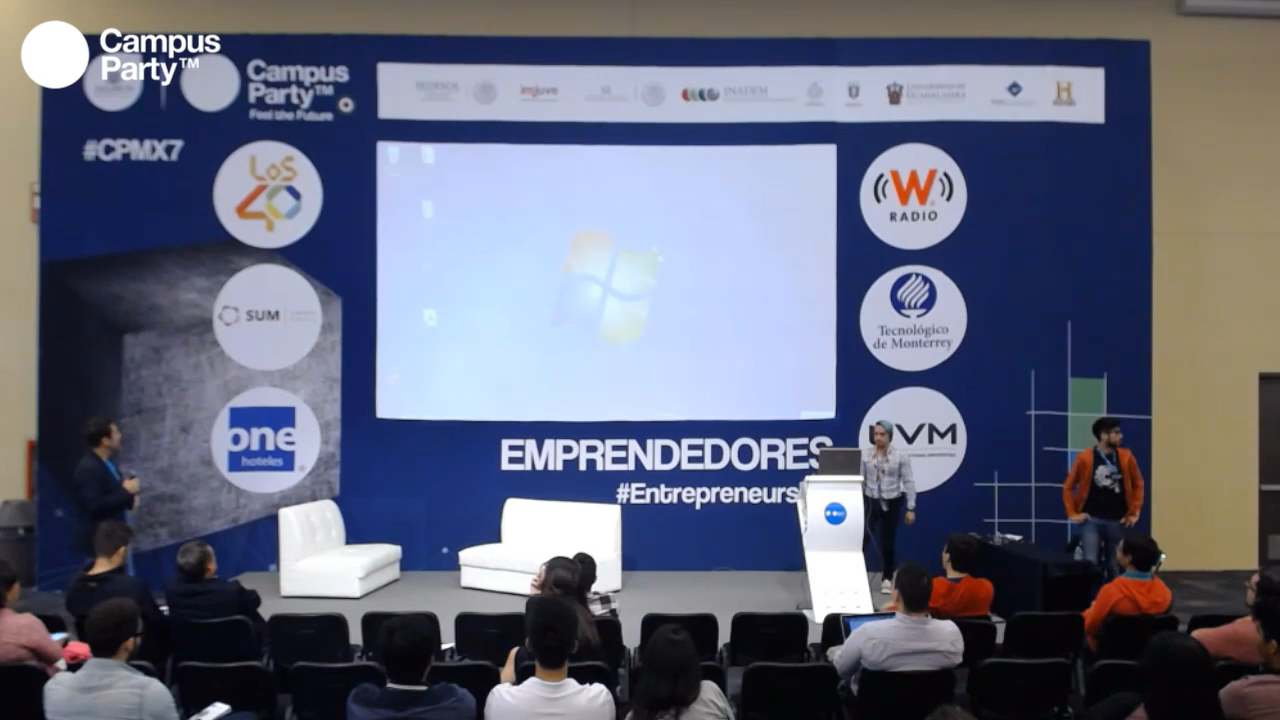 Campus
Party™
Campus
Party™
Feel the Future
#CPMX7
imjuve
INADEM
H
LOS
40
W
RADIO
SUM
Tecnológico
de Monterrey
one
hoteles
UVM
EMPRENDEDORES
#Entrepreneurs